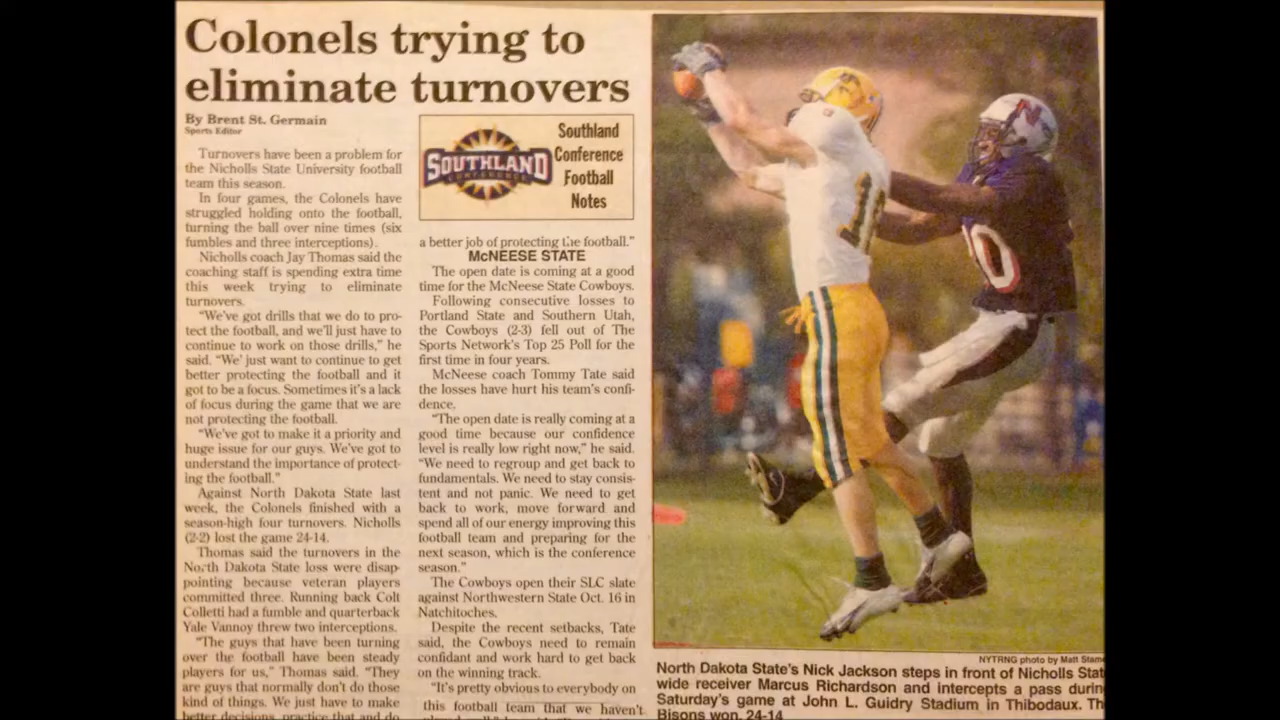 Colonels trying to
eliminate turnovers
By Brent St. Germain
Sports Editor
Turnovers have been a problem for
the Nicholls State University football
team this season.
In four games, the Colonels have
struggled holding onto the football,
turning the ball over nine times (six
fumbles and three interceptions).
Nicholls coach Jay Thomas said the
coaching staff is spending extra time
this week trying to eliminate
turnovers.
“We’ve got drills that we do to pro-
tect the football, and we’ll just have to
continue to work on those drills,” he
said. “We’ just want to continue to get
better protecting the football and it
got to be a focus. Sometimes it’s a lack
of focus during the game that we are
not protecting the football.
“We’ve got to make it a priority and
huge issue for our guys. We’ve got to
understand the importance of protect-
ing the football.”
Against North Dakota State last
week, the Colonels finished with a
season-high four turnovers. Nicholls
(2-2) lost the game 24-14.
Thomas said the turnovers in the
North Dakota State loss were disap-
pointing because veteran players
committed three. Running back Colt
Colletti had a fumble and quarterback
Yale Vannoy threw two interceptions.
“The guys that have been turning
over the football have been steady
players for us,” Thomas said. “They
are guys that normally don’t do those
kind of things. We just have to make
better decisions, practice that and do
SOUTHLAND
CONFERENCE
Southland
Conference
Football
Notes
a better job of protecting the football.”
McNEESE STATE
The open date is coming at a good
time for the McNeese State Cowboys.
Following consecutive losses to
Portland State and Southern Utah,
the Cowboys (2-3) fell out of The
Sports Network’s Top 25 Poll for the
first time in four years.
McNeese coach Tommy Tate said
the losses have hurt his team’s confi-
dence.
“The open date is really coming at a
good time because our confidence
level is really low right now,” he said.
“We need to regroup and get back to
fundamentals. We need to stay consis-
tent and not panic. We need to get
back to work, move forward and
spend all of our energy improving this
football team and preparing for the
next season, which is the conference
season.”
The Cowboys open their SLC slate
against Northwestern State Oct. 16 in
Natchitoches.
Despite the recent setbacks, Tate
said, the Cowboys need to remain
confidant and work hard to get back
on the winning track.
“It’s pretty obvious to everybody on
this football team that we haven’t
N
0
NYTRNG photo by Matt Stam
North Dakota State’s Nick Jackson steps in front of Nicholls Stat
wide receiver Marcus Richardson and intercepts a pass durin
Saturday’s game at John L. Guidry Stadium in Thibodaux. Th
Bisons won, 24-14